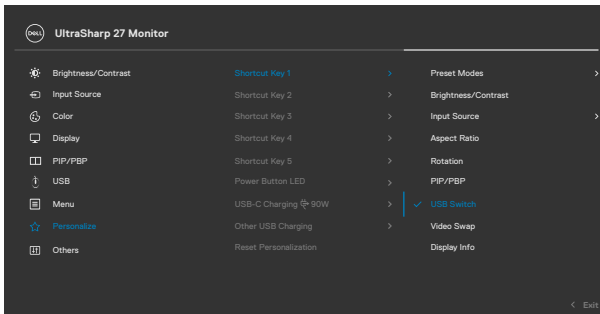 DELL
UltraSharp 27 Monitor
Brightness/Contrast
Input Source
Color
Display
PIP/PBP
USB
Menu
Personalize
Others
Shortcut Key 1
Shortcut Key 2
Shortcut Key 3
Shortcut Key 4
Shortcut Key 5
Power Button LED
USB-C Charging 90W
Other USB Charging
Reset Personalization
Preset Modes
Brightness/Contrast
Input Source
Aspect Ratio
Rotation
PIP/PBP
USB Switch
Video Swap
Display Info
Exit